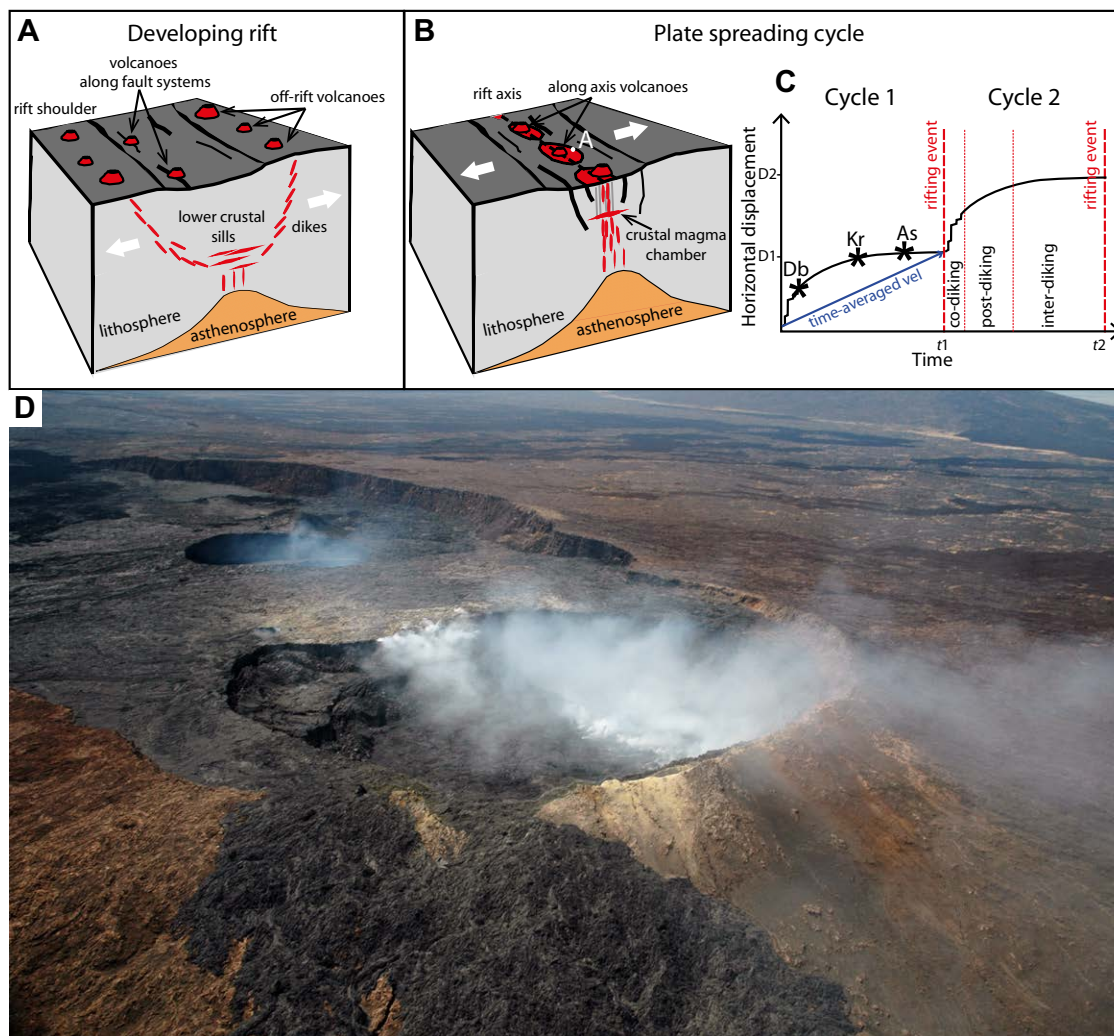 A
Developing rift
volcanoes
along fault systems
rift shoulder
off-rift volcanoes
lower crustal
sills
dikes
lithosphere
asthenosphere
B
Plate spreading cycle
rift axis
along axis volcanoes
A
crustal magma
chamber
lithosphere
asthenosphere
C
Cycle 1
Cycle 2
Horizontal displacement
D2
D1
Db
Kr
As
time-averaged vel
rifting event
co-diking
post-diking
inter-diking
rifting event
t1
t2
Time
D